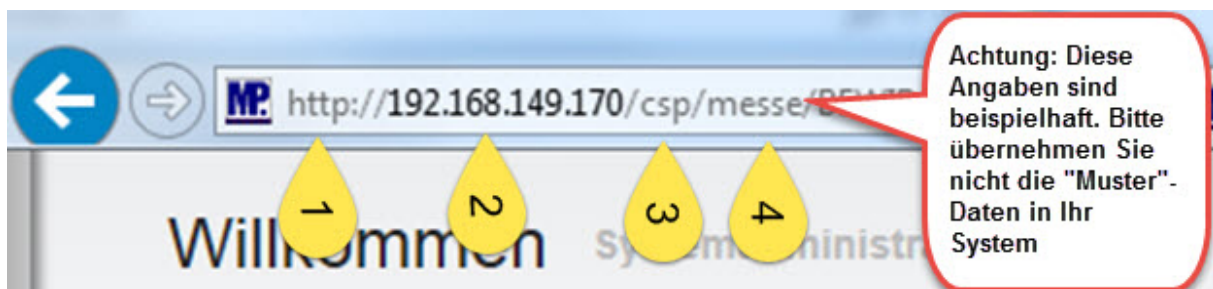 MP.
http://192.168.149.170/csp/messe/
1
2
3
4
Willkommen
Achtung: Diese
Angaben sind
beispielhaft. Bitte
übernehmen Sie
nicht die "Muster"-
Daten in Ihr
System